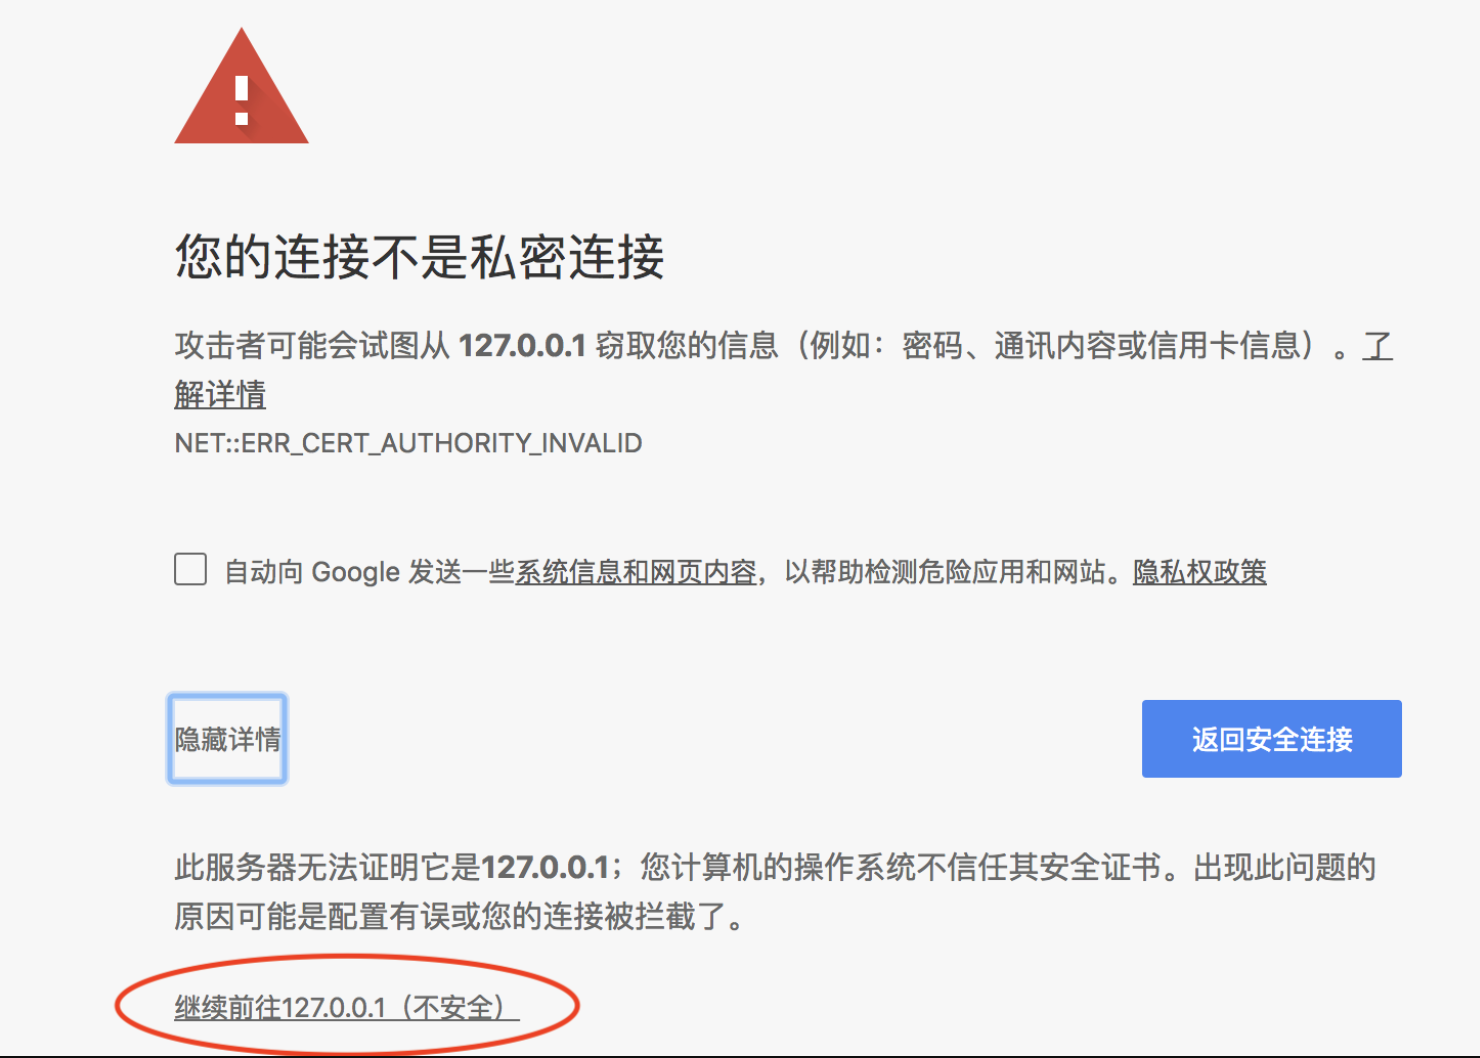 您的连接不是私密连接
攻击者可能会试图从 127.0.0.1 窃取您的信息（例如：密码、通讯内容或信用卡信息）。了
解详情
NET::ERR_CERT_AUTHORITY_INVALID
自动向 Google 发送一些系统信息和网页内容，以帮助检测危险应用和网站。隐私权政策
隐藏详情
返回安全连接
此服务器无法证明它是127.0.0.1；您计算机的操作系统不信任其安全证书。出现此问题的
原因可能是配置有误或您的连接被拦截了。
继续前往127.0.0.1（不安全）